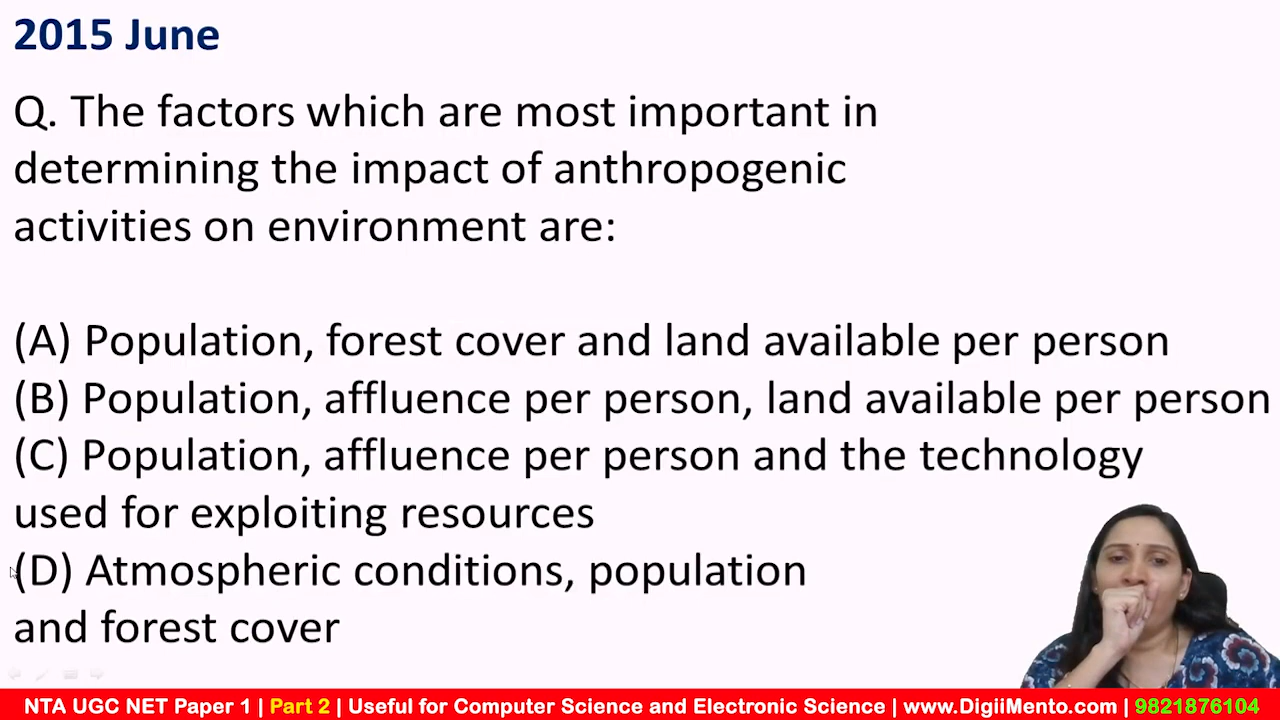 2015 June
Q. The factors which are most important in
determining the impact of anthropogenic
activities on environment are:
(A) Population, forest cover and land available per person
(B) Population, affluence per person, land available per person
(C) Population, affluence per person and the technology
used for exploiting resources
(D) Atmospheric conditions, population
and forest cover
NTA UGC NET Paper 1 | Part 2 | Useful for Computer Science and Electronic Science | www.DigiiMento.com | 9821876104